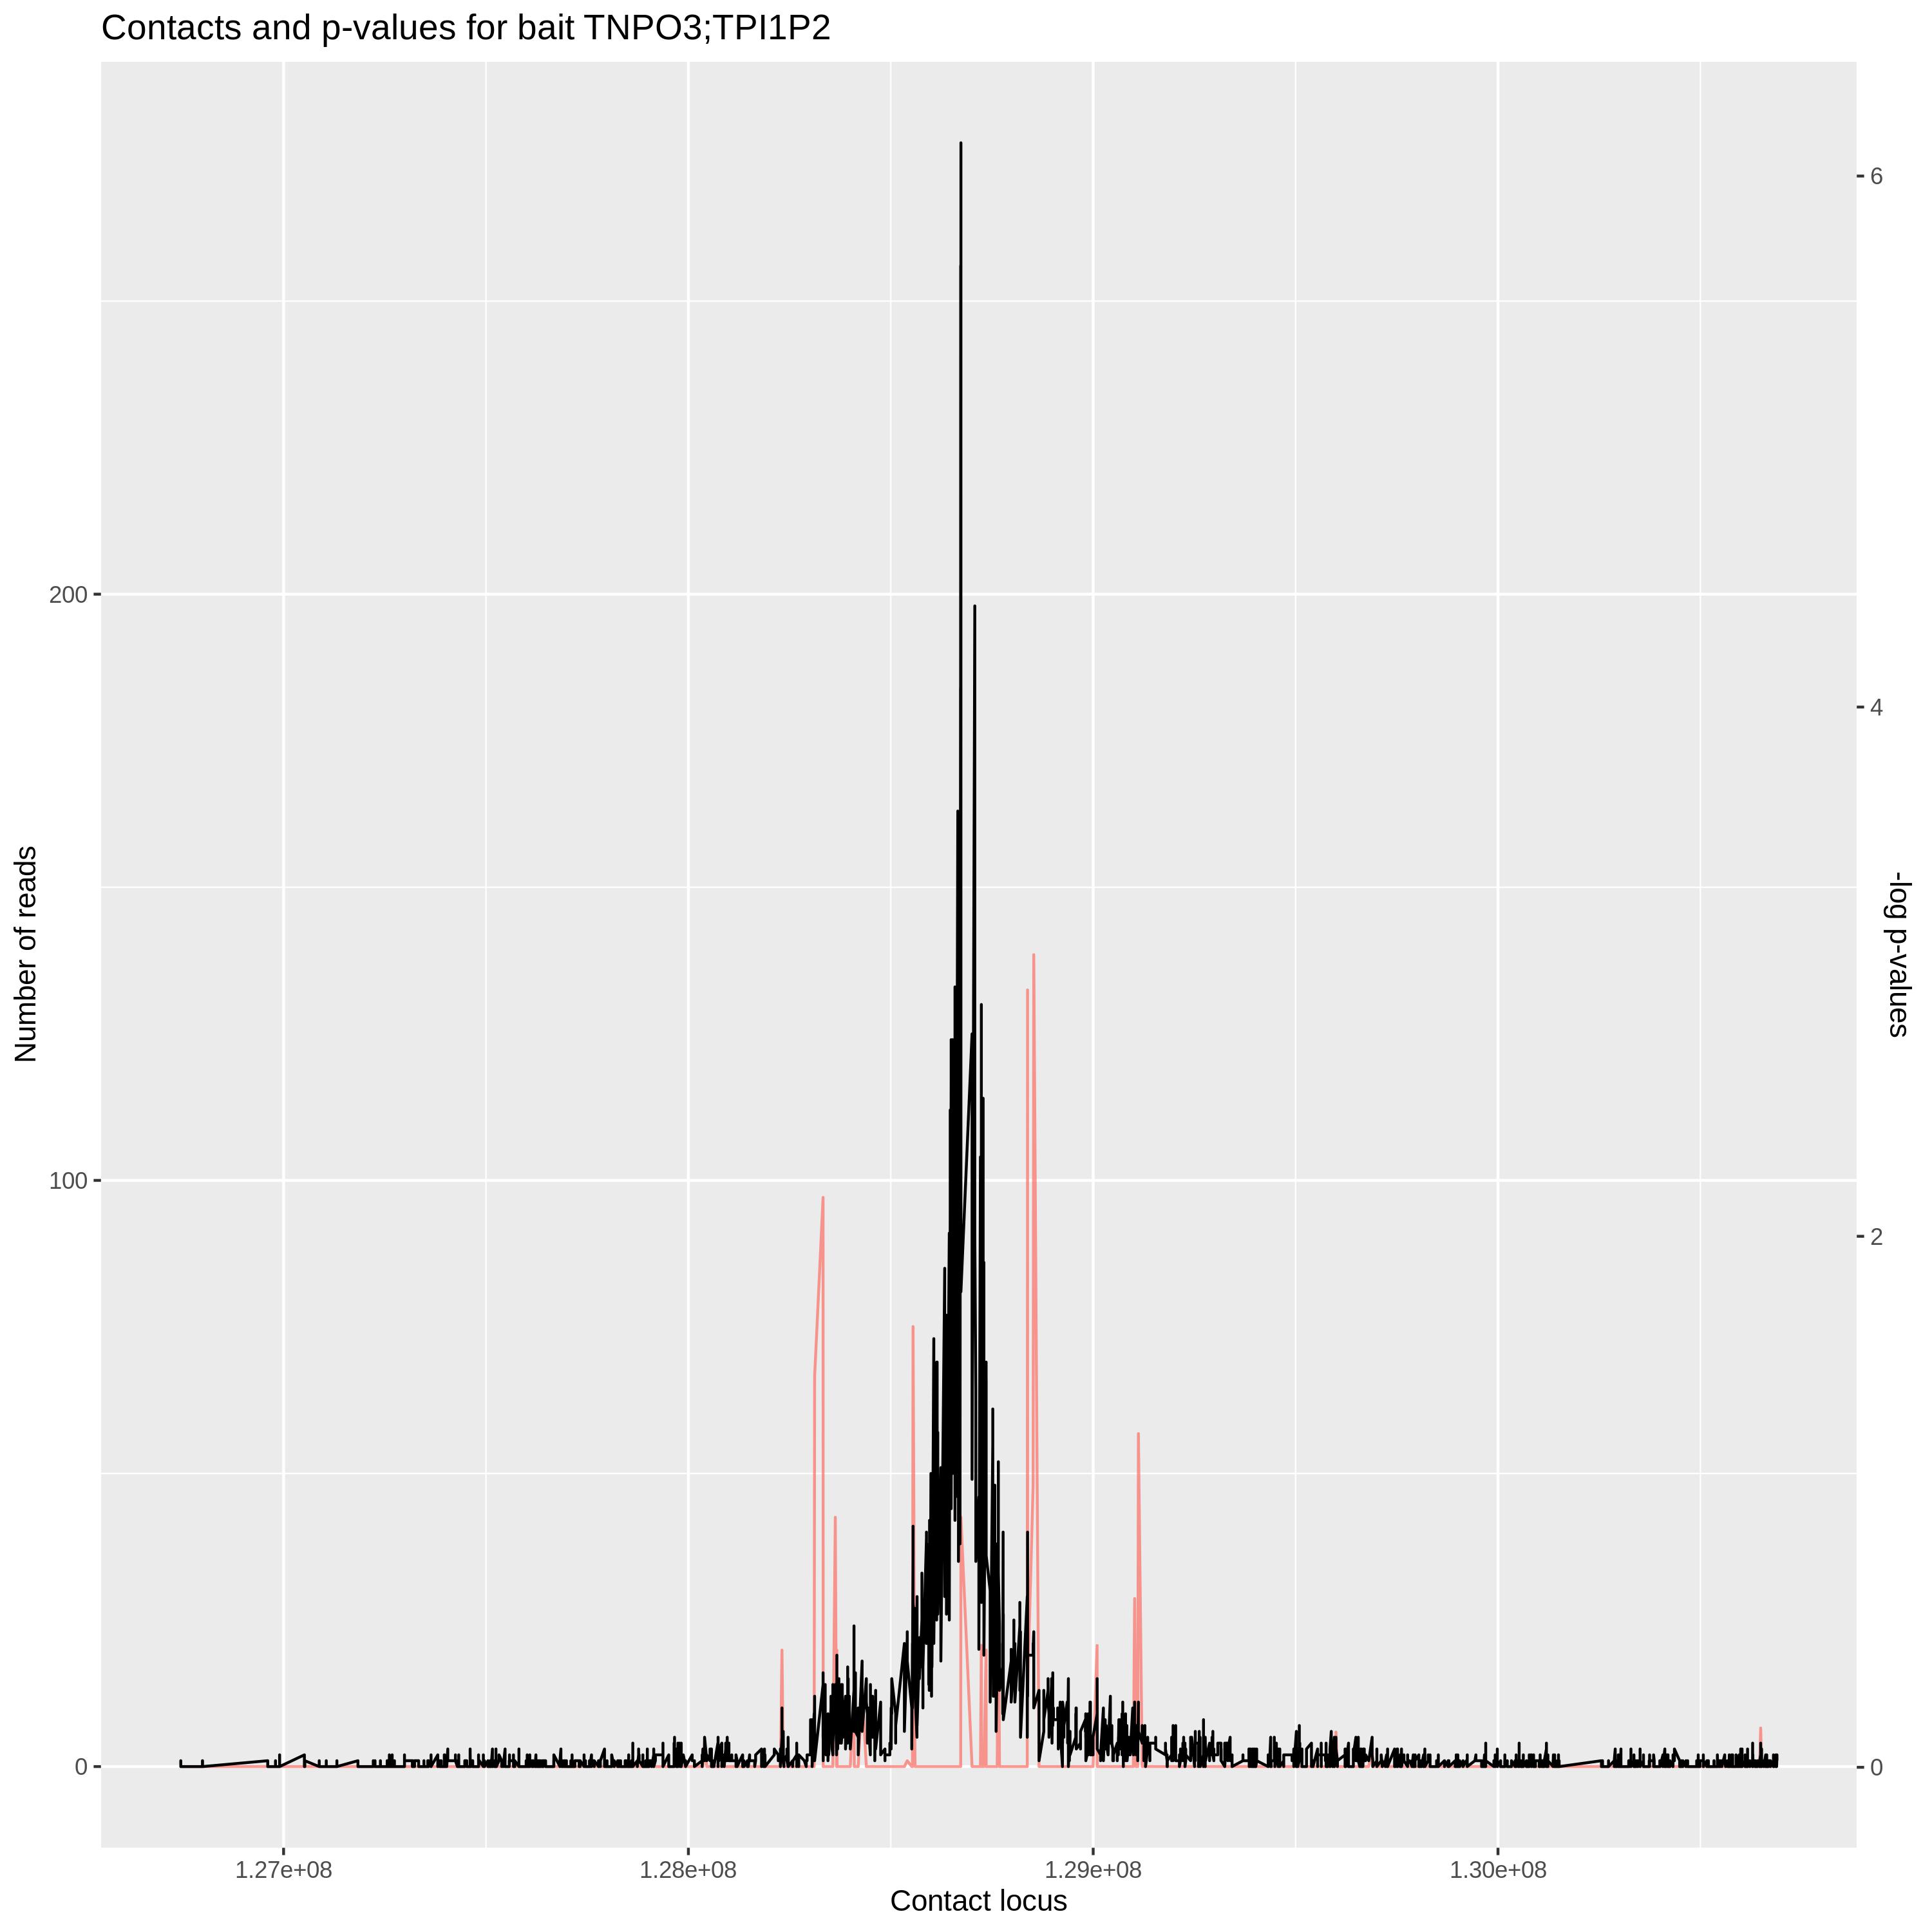 Contacts and p-values for bait TNPO3;TPI1P2
6
200
4
Number of reads
-log p-values
100
2
0
0
1.27e+08
1.28e+08
1.29e+08
1.30e+08
Contact locus